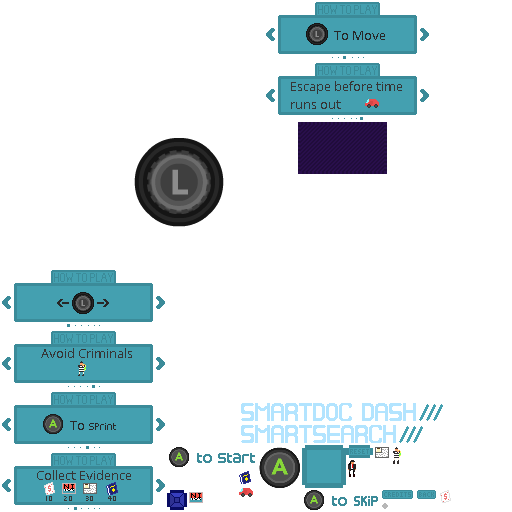 HOW TO PLAY
L To Move
HOW TO PLAY
Escape before time
runs out
L
HOW TO PLAY
L
HOW TO PLAY
Avoid Criminals
HOW TO PLAY
A To SPrint
HOW TO PLAY
Collect Evidence
10 20 30 40
SMARTDOC DASH///
SMARTSEARCH///
A to Start
A
A to SKiP
CREDITS
BACK